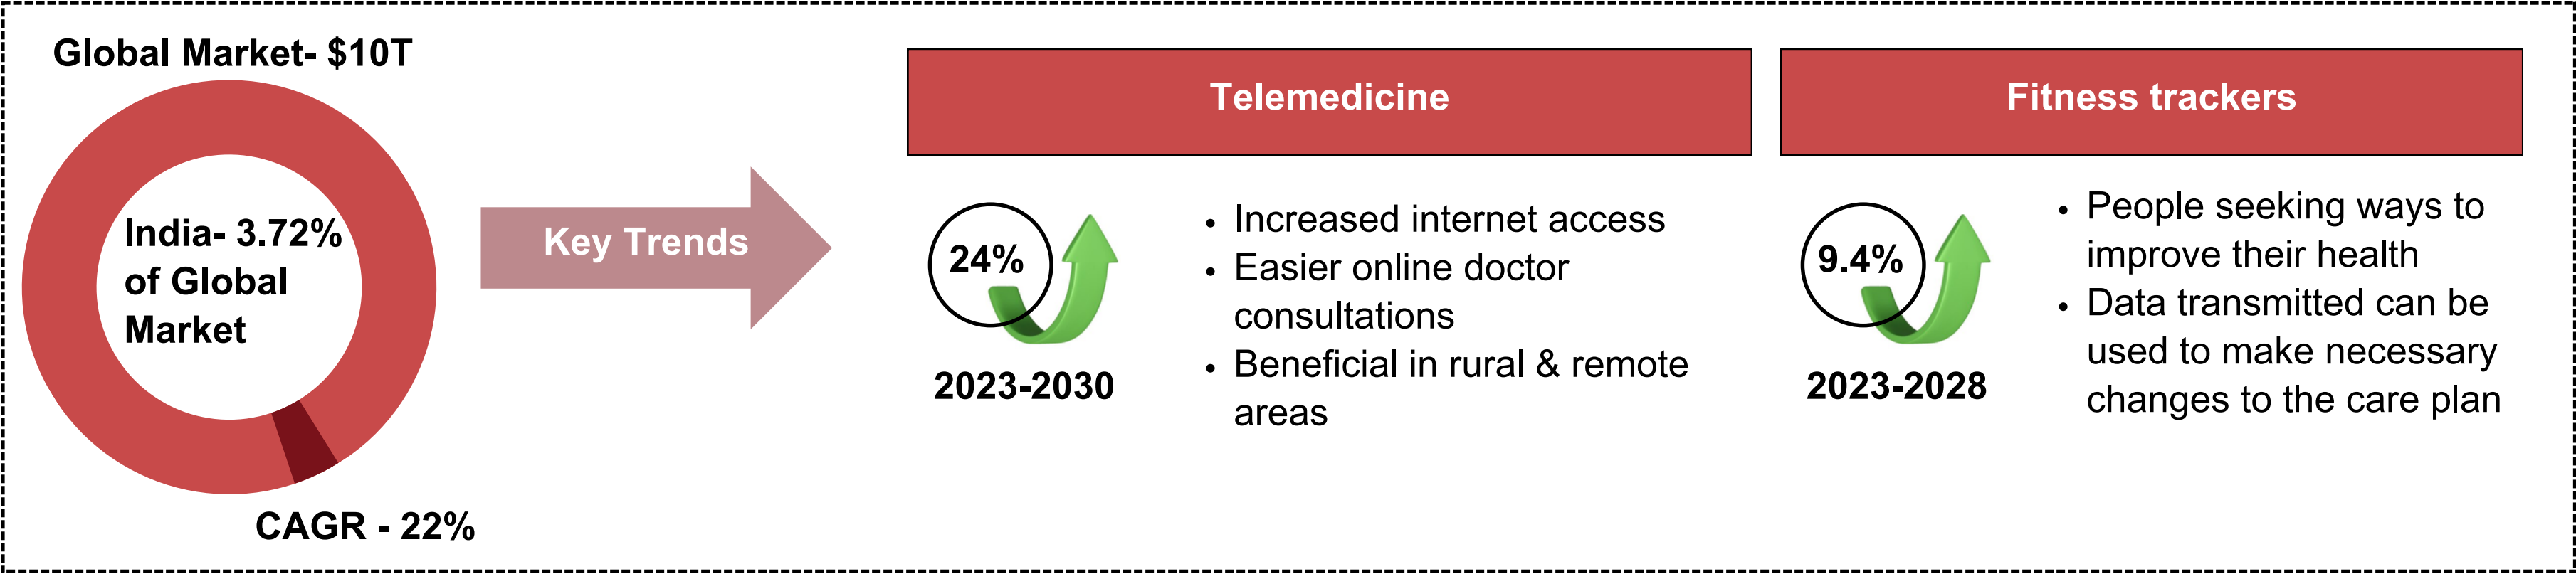 Global Market- $10T
India- 3.72%
of Global
Market
CAGR - 22%
Key Trends
Telemedicine
24%
2023-2030
• Increased internet access
• Easier online doctor
consultations
• Beneficial in rural & remote
areas
Fitness trackers
9.4%
2023-2028
• People seeking ways to
improve their health
• Data transmitted can be
used to make necessary
changes to the care plan